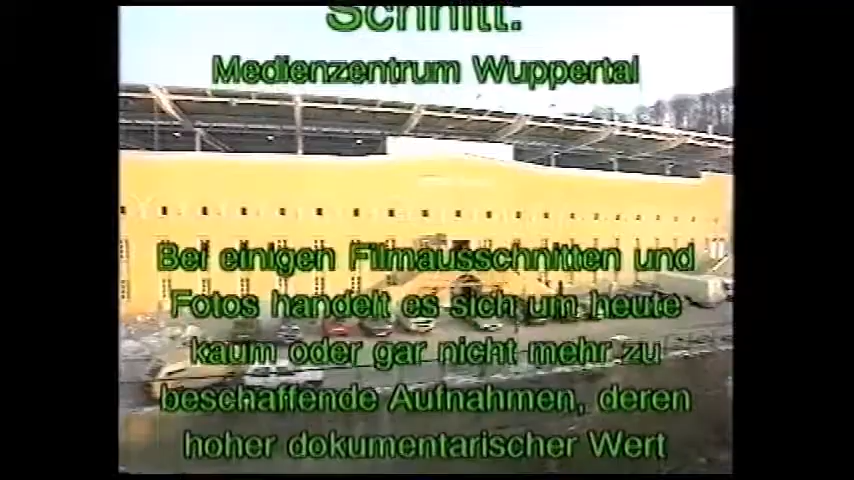 Schnitt:
Medienzentrum Wuppertal
Bei einigen Filmausschnitten und
Fotos handelt es sich um heute
kaum oder gar nicht mehr zu
beschaffende Aufnahmen, deren
hoher dokumentarischer Wert